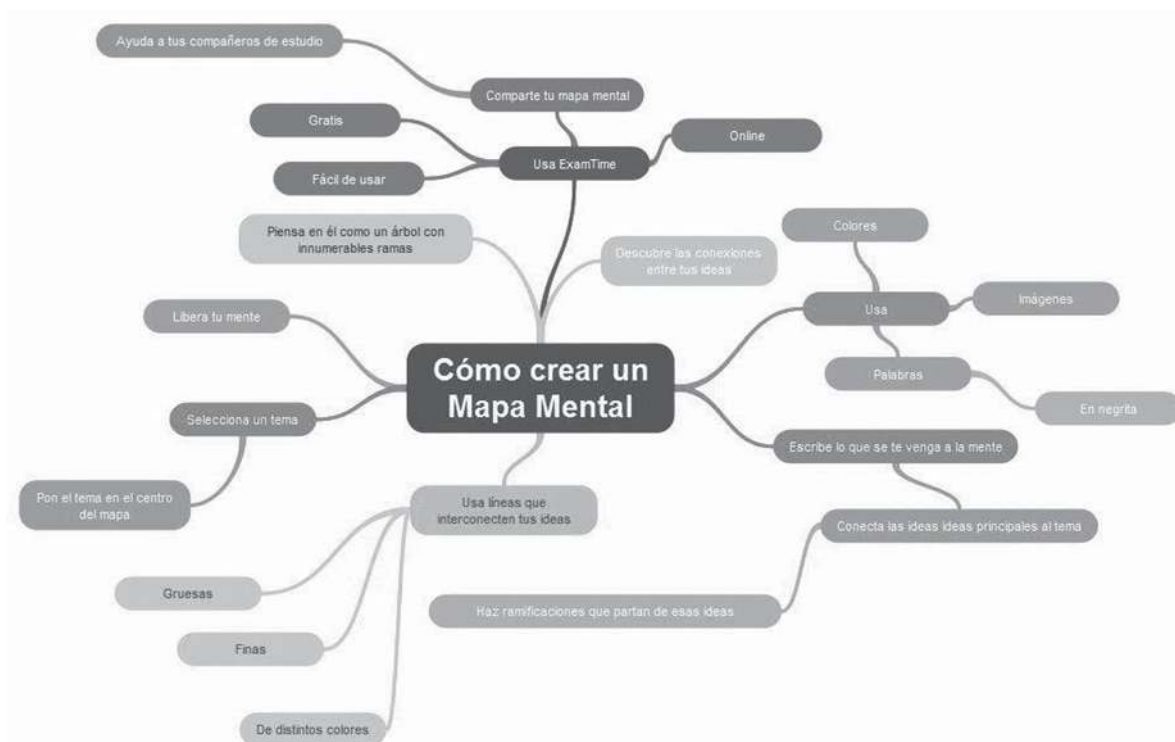 Ayuda a tus compañeros de estudio
Comparte tu mapa mental
Gratis
Online
Usa ExamTime
Fácil de usar
Piensa en él como un árbol con
innumerables ramas
Descubre las conexiones
entre tus ideas
Colores
Usa
Imágenes
Palabras
En negrita
Libera tu mente
Cómo crear un
Mapa Mental
Selecciona un tema
Pon el tema en el centro
del mapa
Escribe lo que se te venga a la mente
Conecta las ideas ideas principales al tema
Haz ramificaciones que partan de esas ideas
Usa líneas que
interconecten tus ideas
Gruesas
Finas
De distintos colores